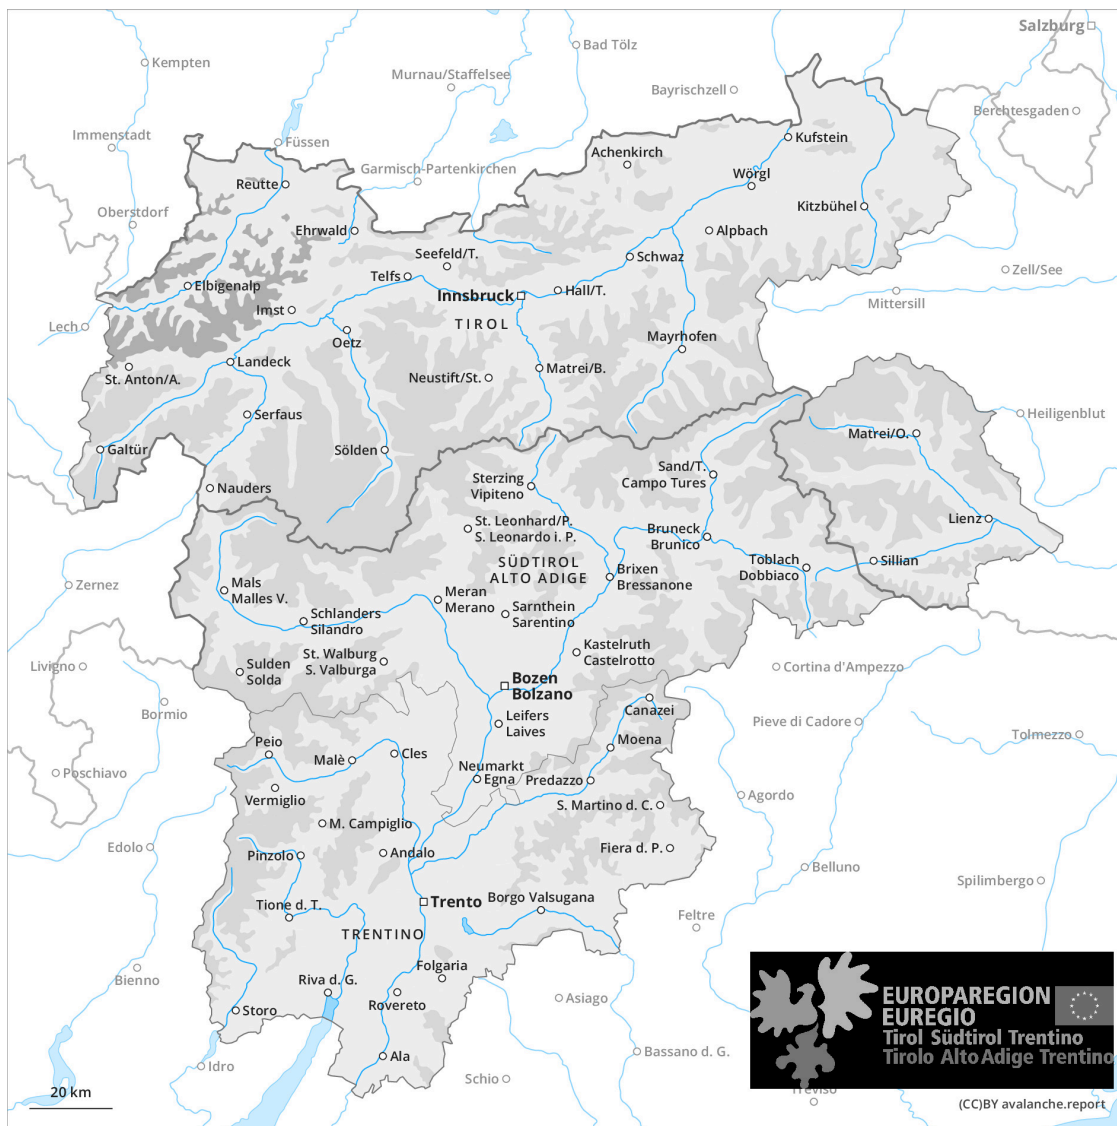 Salzburg
Bad Tölz
Kempten
Murnau/Staffelsee
Bayrischzell
Berchtesgaden
Immenstadt
Füssen
Kufstein
Achenkirch
Garmisch-Partenkirchen
Wörgl
Reutte
Kitzbühel
Oberstdorf
Ehrwald
Alpbach
Seefeld/T.
Schwaz
Telfs
Zell/See
Elbigenalp
Hall/T.
Innsbruck
Mittersill
Imst
Lech
TIROL
Oetz
Mayrhofen
Landeck
Matrei/B.
St. Anton/A.
Neustift/St.
Serfaus
Heiligenblut
Matrei/O.
Galtür
Sölden
Sand/T.
Campo Tures
Sterzing
Vipiteno
Nauders
Lienz
St. Leonhard/P.
S. Leonardo i. P.
Bruneck
Brunico
SÜDTIROL
ALTO ADIGE
Toblach
Dobbiaco
Sillian
Brixen
Bressanone
Zernez
Mals
Malles V.
Meran
Merano
Schlanders
Silandro
Sarnthein
Sarentino
Kastelruth
Castelrotto
St. Walburg
S. Valburga
Livigno
Sulden
Solda
Cortina d'Ampezzo
Bozen
Bolzano
Canazei
Bormio
Leifers
Laives
Pieve di Cadore
Tolmezzo
Moena
Peio
Cles
Malè
Neumarkt
Egna
Predazzo
Poschiavo
Vermiglio
Agordo
S. Martino d. C.
M. Campiglio
Edolo
Fiera d. P.
Pinzolo
Andalo
Belluno
Spilimbergo
Borgo Valsugana
Trento
Tione d. T.
Feltre
TRENTINO
Folgaria
Bienno
Riva d. G.
Rovereto
Asiago
Storo
EUROPAREGION
EUREGIO
Tirol Südtirol Trentino
Tirolo Alto Adige Trentino
Ala
Bassano d. G.
Idro
Schio
20 km
Treviso
(CC)BY avalanche.report